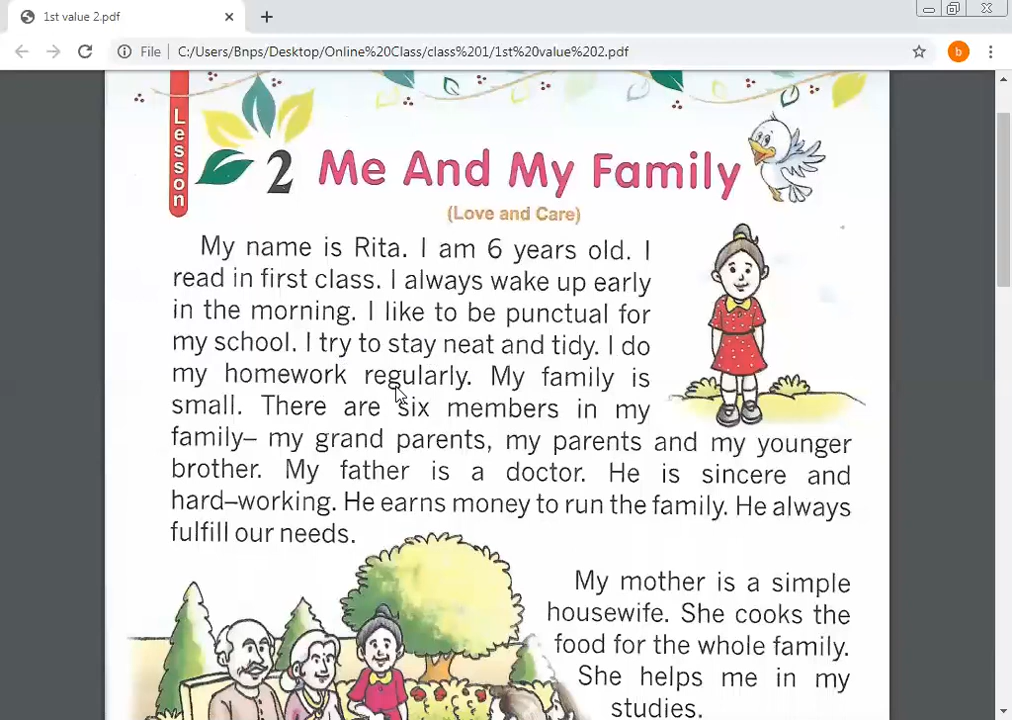 1st value 2.pdf
File C:/Users/Bnps/Desktop/Online%20Class/class%201/1st%20value%202.pdf
b
Lesson
2 Me And My Family
(Love and Care)
My name is Rita. I am 6 years old. I
read in first class. I always wake up early
in the morning. I like to be punctual for
my school. I try to stay neat and tidy. I do
my homework regularly. My family is
small. There are six members in my
family– my grand parents, my parents and my younger
brother. My father is a doctor. He is sincere and
hard–working. He earns money to run the family. He always
fulfill our needs.
My mother is a simple
housewife. She cooks the
food for the whole family.
She helps me in my
studies.